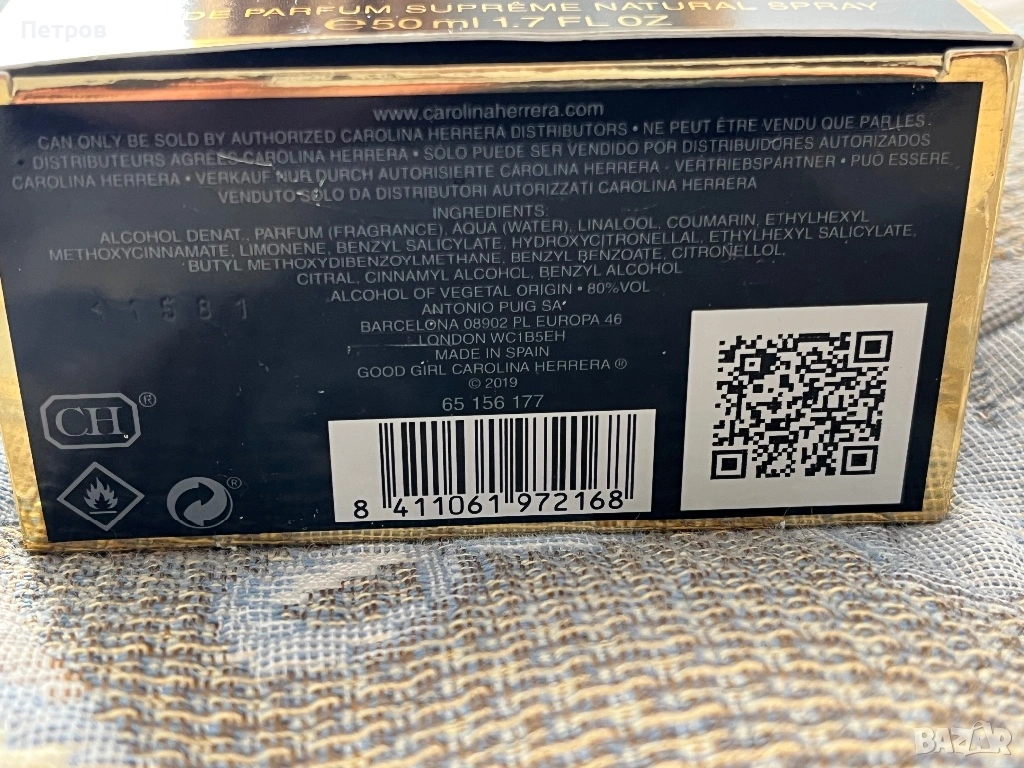 Петров
DE PARFUM SUPRÊME NATURAL SPRAY
℮50 ml 1.7 FL OZ
www.carolinaherrera.com
CAN ONLY BE SOLD BY AUTHORIZED CAROLINA HERRERA DISTRIBUTORS • NE PEUT ÊTRE VENDU QUE PAR LES
DISTRIBUTEURS AGREES CAROLINA HERRERA • SÓLO PUEDE SER VENDIDO POR DISTRIBUIDORES AUTORIZADOS
CAROLINA HERRERA • VERKAUF NUR DURCH AUTORISIERTE CAROLINA HERRERA - VERTRIEBSPARTNER • PUÒ ESSERE
VENDUTO SOLO DA DISTRIBUTORI AUTORIZZATI CAROLINA HERRERA
INGREDIENTS:
ALCOHOL DENAT., PARFUM (FRAGRANCE), AQUA (WATER), LINALOOL, COUMARIN, ETHYLHEXYL
METHOXYCINNAMATE, LIMONENE, BENZYL SALICYLATE, HYDROXYCITRONELLAL, ETHYLHEXYL SALICYLATE,
BUTYL METHOXYDIBENZOYLMETHANE, BENZYL BENZOATE, CITRONELLOL,
CITRAL, CINNAMYL ALCOHOL, BENZYL ALCOHOL
ALCOHOL OF VEGETAL ORIGIN • 80%VOL
11581
ANTONIO PUIG SA
BARCELONA 08902 PL EUROPA 46
LONDON WC1B5EH
MADE IN SPAIN
GOOD GIRL CAROLINA HERRERA ®
© 2019
65 156 177
CH ®
®
8 411061 972168
BAZAR